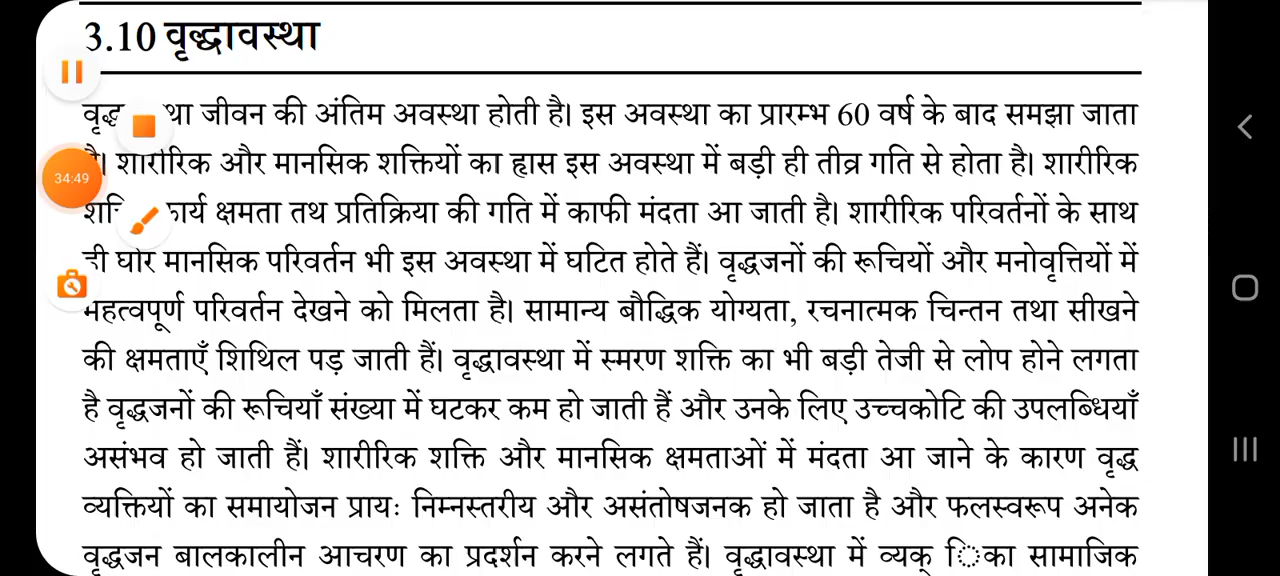 3.10 वृद्धावस्था
था जीवन की अंतिम अवस्था होती है। इस अवस्था का प्रारम्भ 60 वर्ष के बाद समझा जाता
है। शारीरिक और मानसिक शक्तियों का ह्रास इस अवस्था में बड़ी ही तीव्र गति से होता है। शारीरिक
34:49
कार्य क्षमता तथ प्रतिक्रिया की गति में काफी मंदता आ जाती है। शारीरिक परिवर्तनों के साथ
ही घोर मानसिक परिवर्तन भी इस अवस्था में घटित होते हैं। वृद्धजनों की रूचियों और मनोवृत्तियों में
महत्वपूर्ण परिवर्तन देखने को मिलता है। सामान्य बौद्धिक योग्यता, रचनात्मक चिन्तन तथा सीखने
की क्षमताएँ शिथिल पड़ जाती हैं। वृद्धावस्था में स्मरण शक्ति का भी बड़ी तेजी से लोप होने लगता
है वृद्धजनों की रूचियाँ संख्या में घटकर कम हो जाती हैं और उनके लिए उच्चकोटि की उपलब्धियाँ
असंभव हो जाती हैं। शारीरिक शक्ति और मानसिक क्षमताओं में मंदता आ जाने के कारण वृद्ध
व्यक्तियों का समायोजन प्रायः निम्नस्तरीय और असंतोषजनक हो जाता है और फलस्वरूप अनेक
वृद्धजन बालकालीन आचरण का प्रदर्शन करने लगते हैं। वृद्धावस्था में व्यक् िका सामाजिक